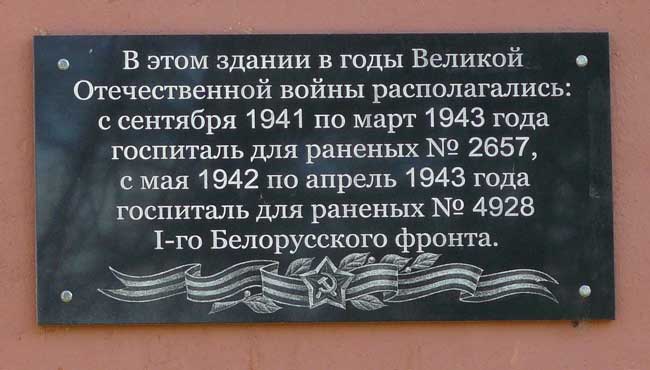 В этом здании в годы Великой
Отечественной войны располагались:
с сентября 1941 по март 1943 года
госпиталь для раненых № 2657,
с мая 1942 по апрель 1943 года
госпиталь для раненых № 4928
I-го Белорусского фронта.